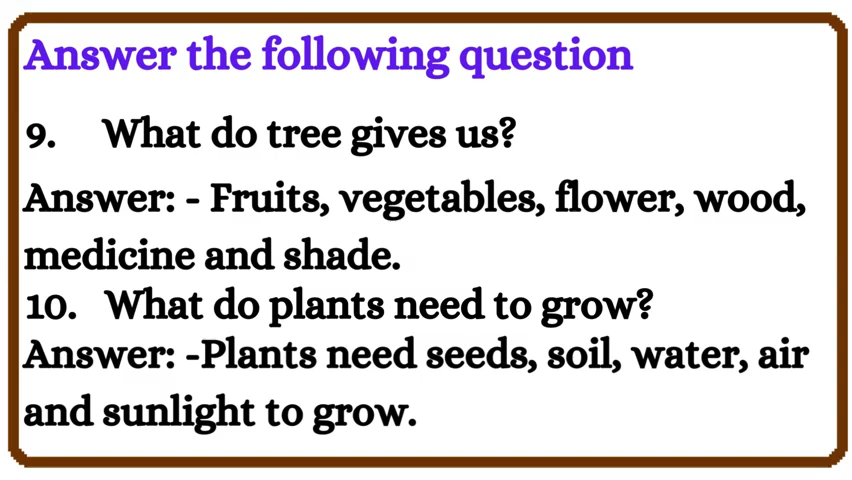 Answer the following question
9. What do tree gives us?
Answer: - Fruits, vegetables, flower, wood,
medicine and shade.
10. What do plants need to grow?
Answer: -Plants need seeds, soil, water, air
and sunlight to grow.